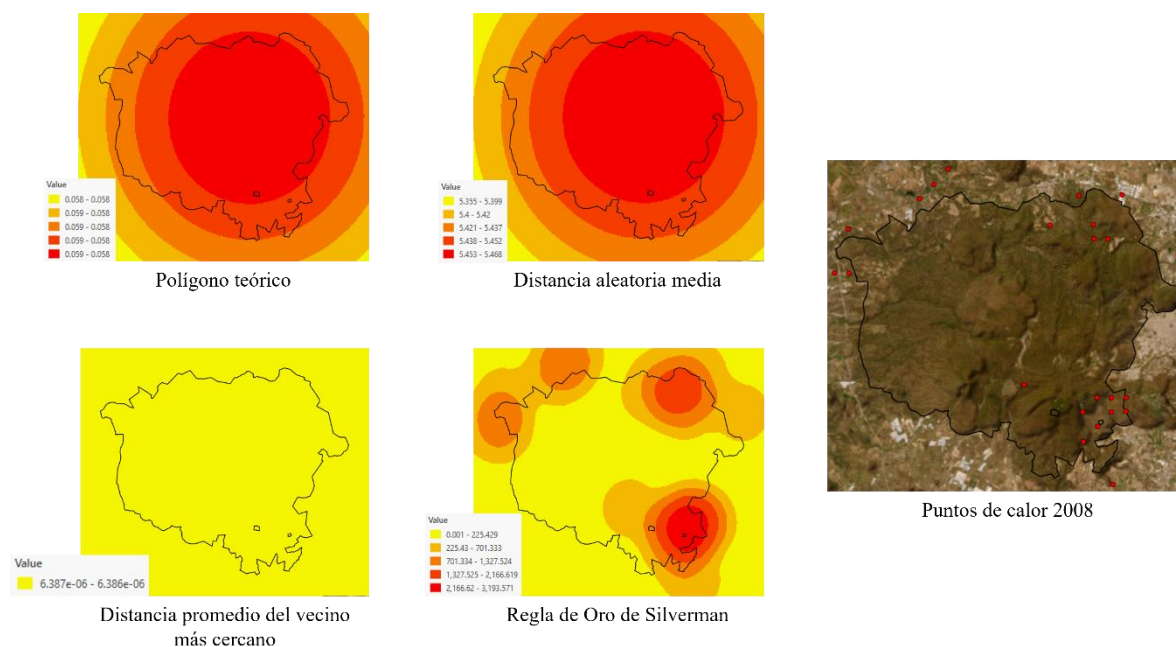 Value
0.058 - 0.058
0.059 - 0.058
0.059 - 0.058
0.059 - 0.058
0.059 - 0.058
Polígono teórico
Value
5.355 - 5.399
5.4 - 5.42
5.421 - 5.437
5.438 - 5.452
5.453 - 5.468
Distancia aleatoria media
Value
6.387e-06 - 6.386e-06
Distancia promedio del vecino
más cercano
Value
0.001 - 225.429
225.43 - 701.333
701.334 - 1,327.524
1,327.525 - 2,166.619
2,166.62 - 3,193.571
Regla de Oro de Silverman
Puntos de calor 2008